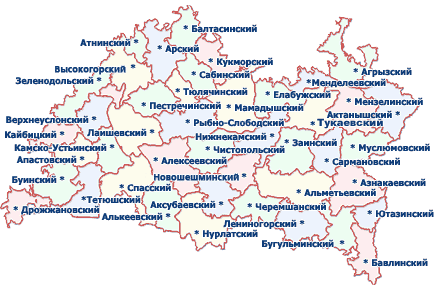 Балтасинский *
Атнинский *
* Арский
* Кукморский
Высокогорский *
* Сабинский
* Агрызский
Зеленодольский *
* Менделеевский
* Тюлячинский
* Елабужский
* Мензелинский
* Пестречинский
* Мамадышский
Актанышский *
Верхнеуслонский *
* Рыбно-Слободский
* Тукаевский
Кайбицкий *
Лаишевский *
Нижнекамский *
* Заинский
Камско-Устьинский *
* Чистопольский
* Муслюмовский
Апастовский *
* Алексеевский
* Сармановский
Буинский *
Новошешминский *
* Азнакаевский
* Спасский
* Альметьевский
* Тетюшский
* Дрожжановский
Аксубаевский *
* Черемшанский
* Ютазинский
Алькеевский *
Лениногорский *
* Нурлатский
Бугульминский *
* Бавлинский